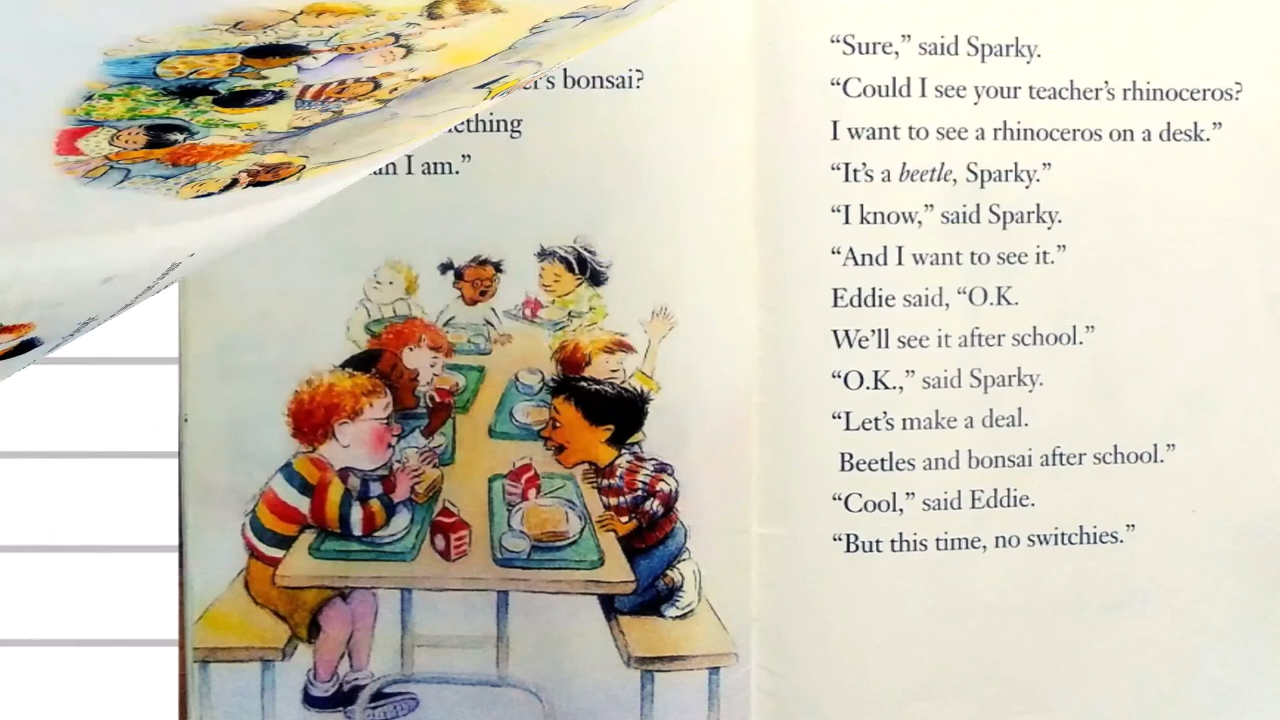 bonsai?
I am.”
“Sure,” said Sparky.
“Could I see your teacher’s rhinoceros?
I want to see a rhinoceros on a desk.”
“It’s a beetle, Sparky.”
“I know,” said Sparky.
“And I want to see it.”
Eddie said, “O.K.
We’ll see it after school.”
“O.K.,” said Sparky.
“Let’s make a deal.
Beetles and bonsai after school.”
“Cool,” said Eddie.
“But this time, no switchies.”